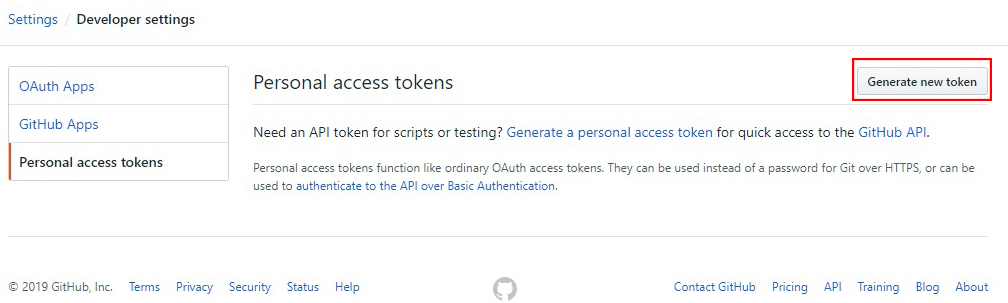 Settings / Developer settings
OAuth Apps
GitHub Apps
Personal access tokens
Personal access tokens
Generate new token
Need an API token for scripts or testing? Generate a personal access token for quick access to the GitHub API.
Personal access tokens function like ordinary OAuth access tokens. They can be used instead of a password for Git over HTTPS, or can be
used to authenticate to the API over Basic Authentication.
© 2019 GitHub, Inc. Terms Privacy Security Status Help Contact GitHub Pricing API Training Blog About